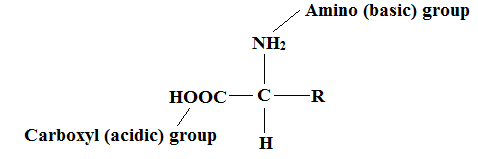 Amino (basic) group
NH₂
HOOC C R
Carboxyl (acidic) group
H